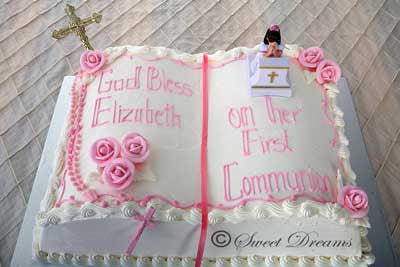 God Bless
Elizabeth
on Her
First
Communion
© Sweet Dreams